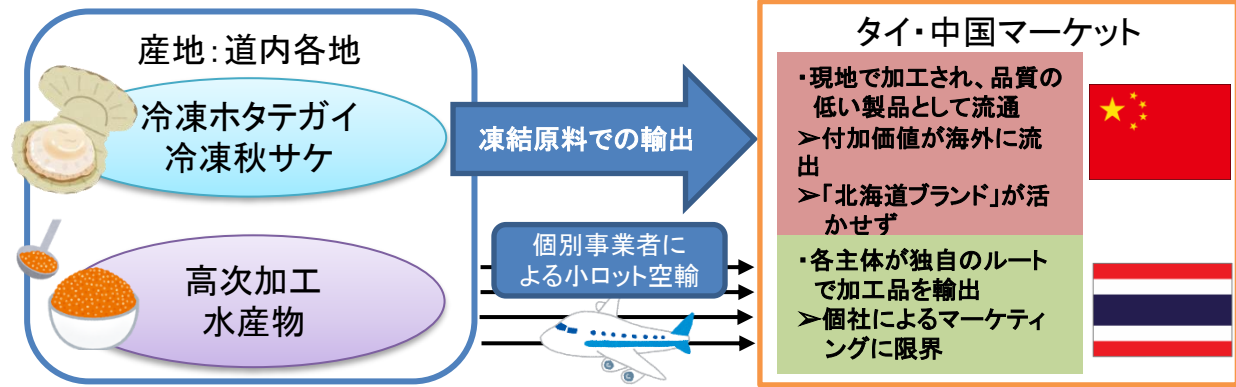 産地：道内各地
冷凍ホタテガイ
冷凍秋サケ
凍結原料での輸出
高次加工
水産物
個別事業者に
よる小ロット空輸
タイ・中国マーケット
・現地で加工され、品質の
低い製品として流通
➢付加価値が海外に流
出
➢「北海道ブランド」が活
かせず
・各主体が独自のルート
で加工品を輸出
➢個社によるマーケティ
ングに限界